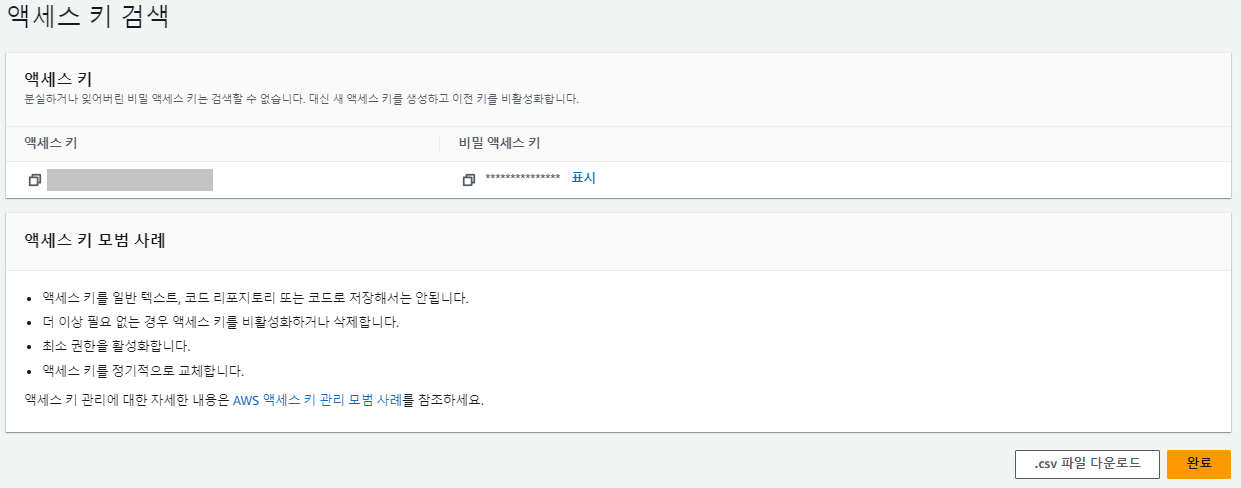 액세스 키 검색
액세스 키
분실하거나 잊어버린 비밀 액세스 키는 검색할 수 없습니다. 대신 새 액세스 키를 생성하고 이전 키를 비활성화합니다.
액세스 키 비밀 액세스 키
*************** 표시
액세스 키 모범 사례
• 액세스 키를 일반 텍스트, 코드 리포지토리 또는 코드로 저장해서는 안됩니다.
• 더 이상 필요 없는 경우 액세스 키를 비활성화하거나 삭제합니다.
• 최소 권한을 활성화합니다.
• 액세스 키를 정기적으로 교체합니다.
액세스 키 관리에 대한 자세한 내용은 AWS 액세스 키 관리 모범 사례를 참조하세요.
.csv 파일 다운로드 완료